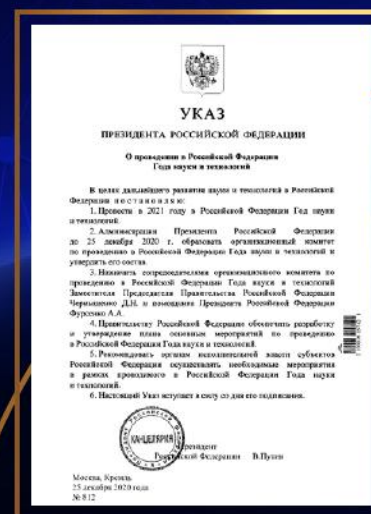 УКАЗ
ПРЕЗИДЕНТА РОССИЙСКОЙ ФЕДЕРАЦИИ
О проведении в Российской Федерации
Года науки и технологий
В целях дальнейшего развития науки и технологий в Российской
Федерации п о с т а н о в л я ю:
1. Провести в 2021 году в Российской Федерации Год науки
и технологий.
2. Администрации Президента Российской Федерации
до 25 декабря 2020 г. образовать организационный комитет
по проведению в Российской Федерации Года науки и технологий и
утвердить его состав.
3. Назначить сопредседателями организационного комитета по
проведению в Российской Федерации Года науки и технологий
Заместителя Председателя Правительства Российской Федерации
Чернышенко Д.Н. и помощника Президента Российской Федерации
Фурсенко А.А.
4. Правительству Российской Федерации обеспечить разработку
и утверждение плана основных мероприятий по проведению
в Российской Федерации Года науки и технологий.
5. Рекомендовать органам исполнительной власти субъектов
Российской Федерации осуществлять необходимые мероприятия
в рамках проводимого в Российской Федерации Года науки
и технологий.
6. Настоящий Указ вступает в силу со дня его подписания.
КАНЦЕЛЯРИЯ
Президент
Российской Федерации В.Путин
Москва, Кремль
25 декабря 2020 года
№ 812